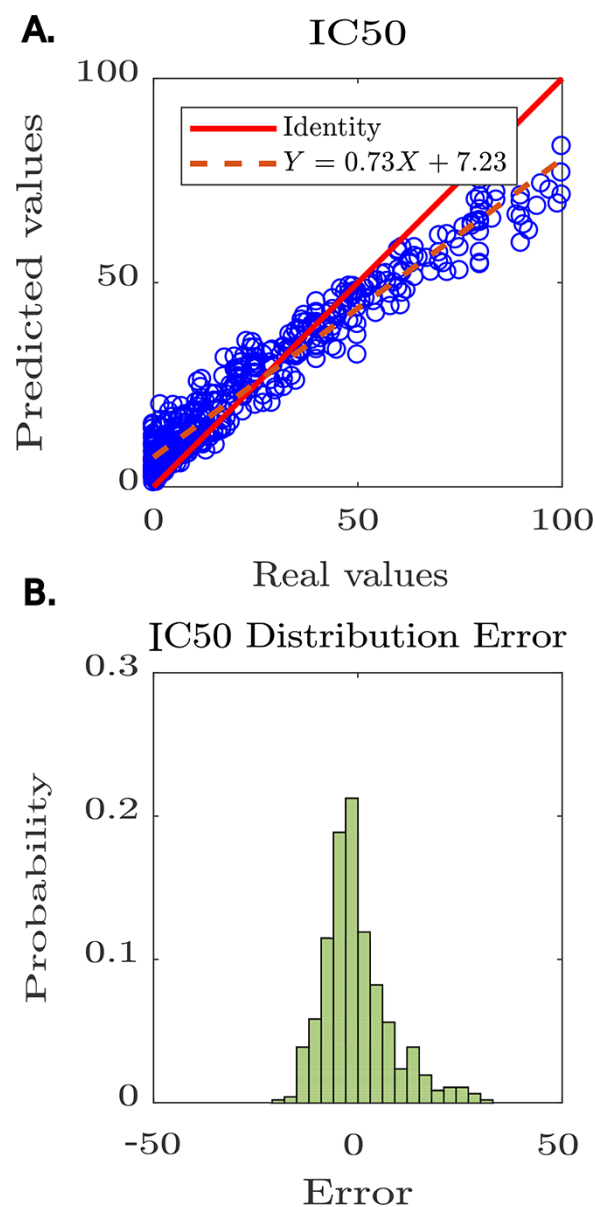 A.
IC50
100
Identity
Y = 0.73X + 7.23
Predicted values
50
0
0 50 100
Real values
B.
IC50 Distribution Error
0.3
0.2
Probability
0.1
0
-50 0 50
Error